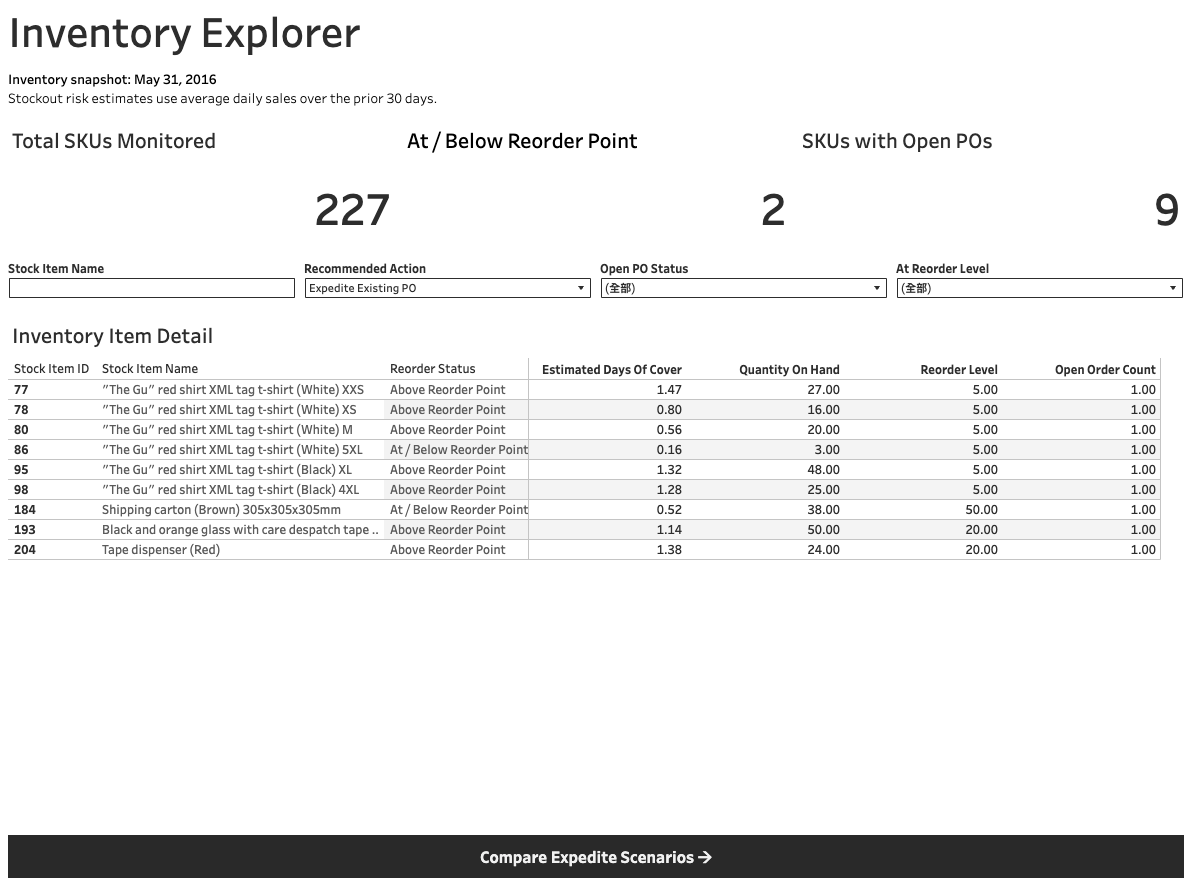 Inventory Explorer
Inventory snapshot: May 31, 2016
Stockout risk estimates use average daily sales over the prior 30 days.
Total SKUs Monitored At / Below Reorder Point SKUs with Open POs
227 2 9
Stock Item Name Recommended Action Open PO Status At Reorder Level
Expedite Existing PO (全部) (全部)
Inventory Item Detail
Stock Item ID Stock Item Name Reorder Status Estimated Days Of Cover Quantity On Hand Reorder Level Open Order Count
77 "The Gu" red shirt XML tag t-shirt (White) XXS Above Reorder Point 1.47 27.00 5.00 1.00
78 "The Gu" red shirt XML tag t-shirt (White) XS Above Reorder Point 0.80 16.00 5.00 1.00
80 "The Gu" red shirt XML tag t-shirt (White) M Above Reorder Point 0.56 20.00 5.00 1.00
86 "The Gu" red shirt XML tag t-shirt (White) 5XL At / Below Reorder Point 0.16 3.00 5.00 1.00
95 "The Gu" red shirt XML tag t-shirt (Black) XL Above Reorder Point 1.32 48.00 5.00 1.00
98 "The Gu" red shirt XML tag t-shirt (Black) 4XL Above Reorder Point 1.28 25.00 5.00 1.00
184 Shipping carton (Brown) 305x305x305mm At / Below Reorder Point 0.52 38.00 50.00 1.00
193 Black and orange glass with care despatch tape .. Above Reorder Point 1.14 50.00 20.00 1.00
204 Tape dispenser (Red) Above Reorder Point 1.38 24.00 20.00 1.00
Compare Expedite Scenarios →